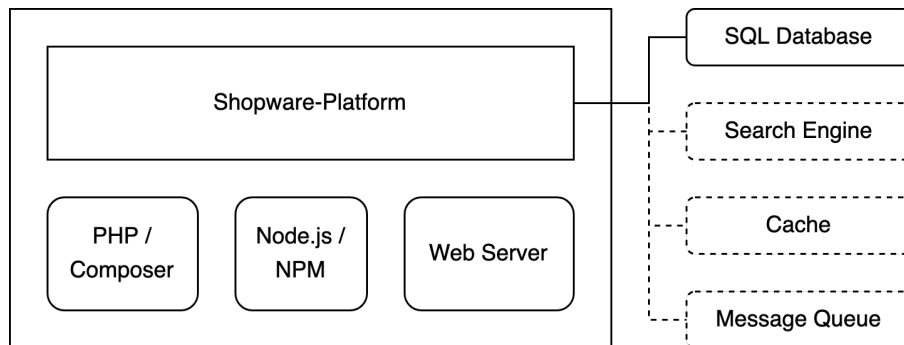 Shopware-Platform
PHP /
Composer
Node.js /
NPM
Web Server
SQL Database
Search Engine
Cache
Message Queue